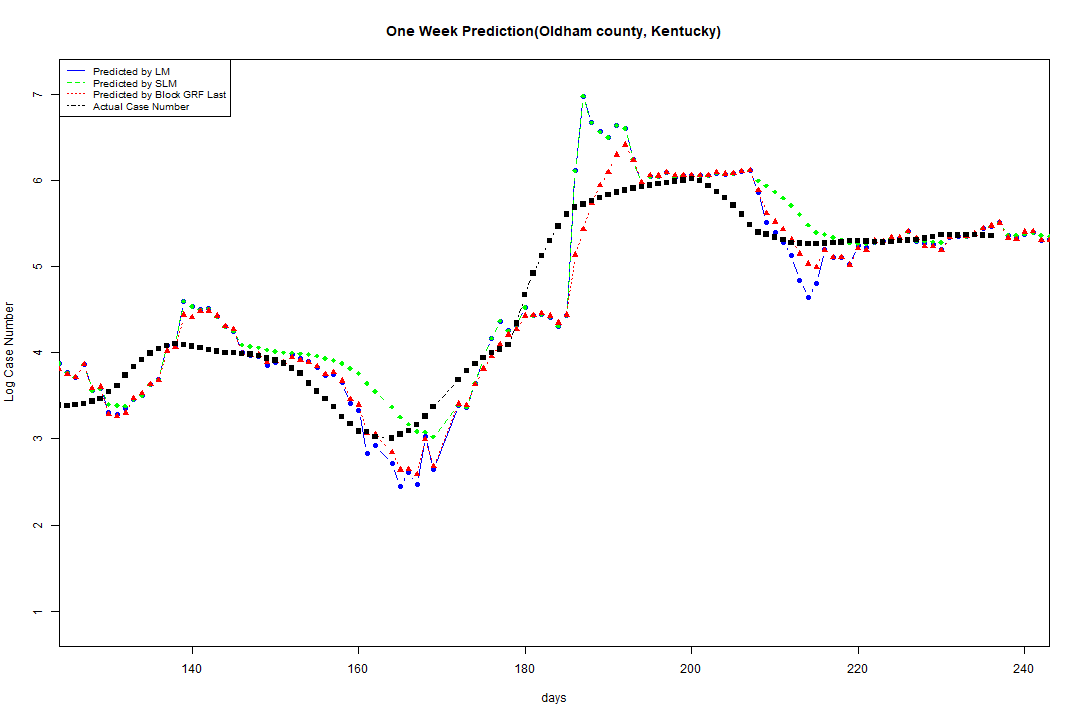 One Week Prediction(Oldham county, Kentucky)
Predicted by LM
Predicted by SLM
Predicted by Block GRF Last
Actual Case Number
Log Case Number
7
6
5
4
3
2
1
140 160 180 200 220 240
days